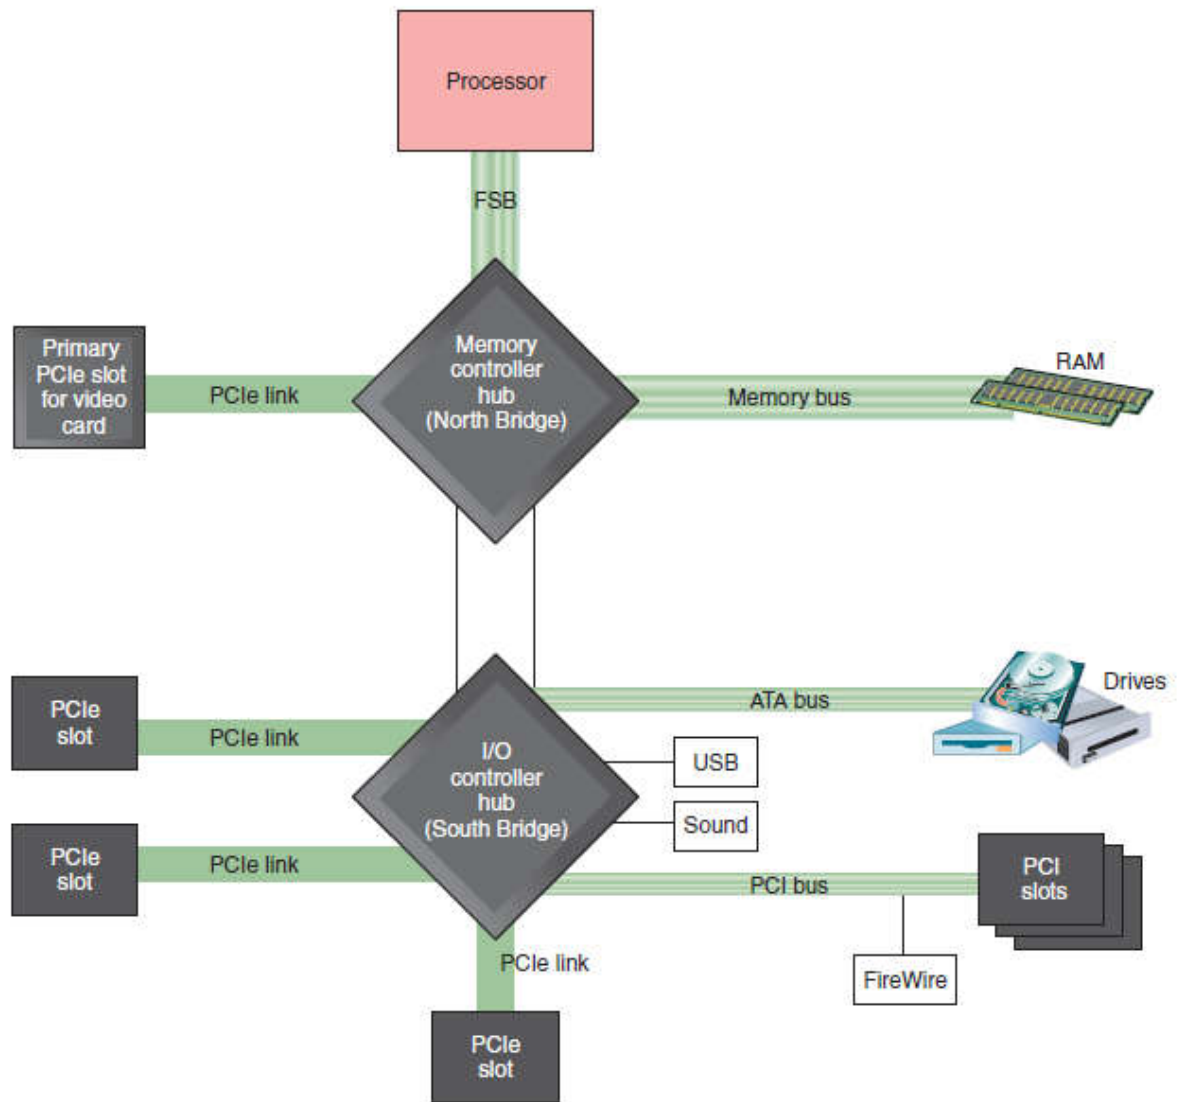 Processor
FSB
Primary
PCIe slot
for video
card
PCIe link
Memory
controller
hub
(North Bridge)
Memory bus
RAM
PCIe
slot
PCIe link
ATA bus
Drives
I/O
controller
hub
(South Bridge)
USB
Sound
PCIe
slot
PCIe link
PCI bus
PCI
slots
PCIe link
FireWire
PCIe
slot